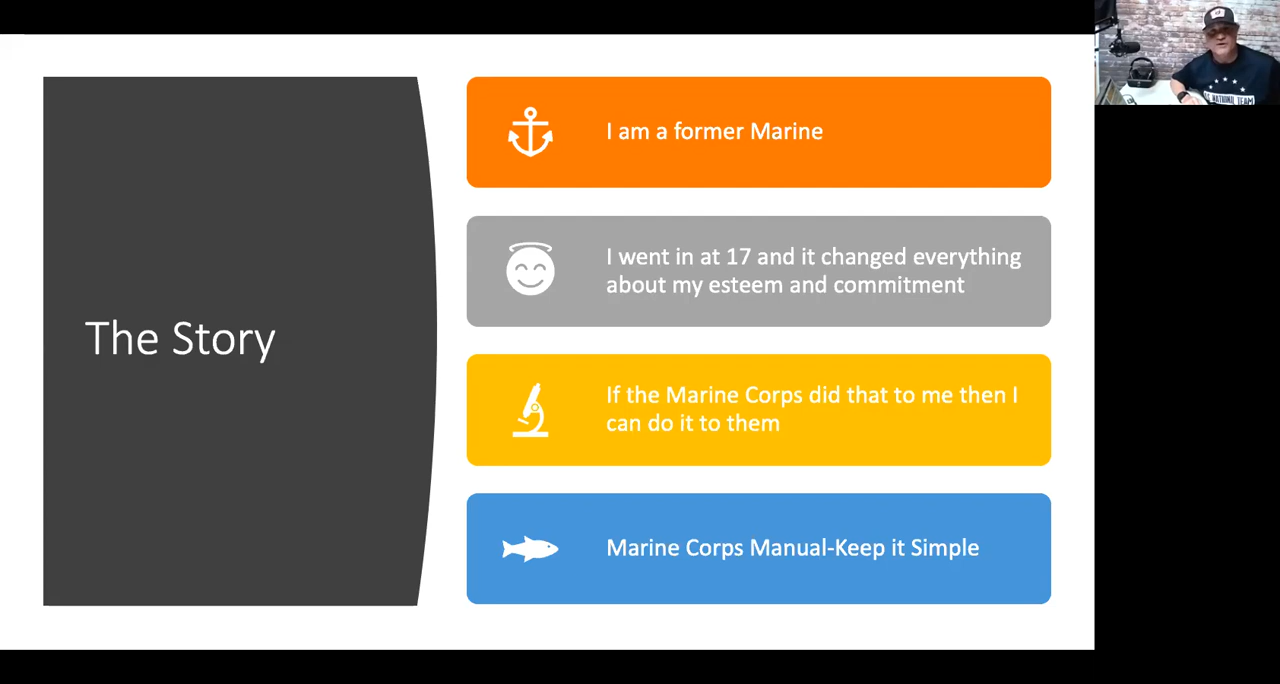 The Story
I am a former Marine
I went in at 17 and it changed everything
about my esteem and commitment
If the Marine Corps did that to me then I
can do it to them
Marine Corps Manual-Keep it Simple
NATIONAL TEAM